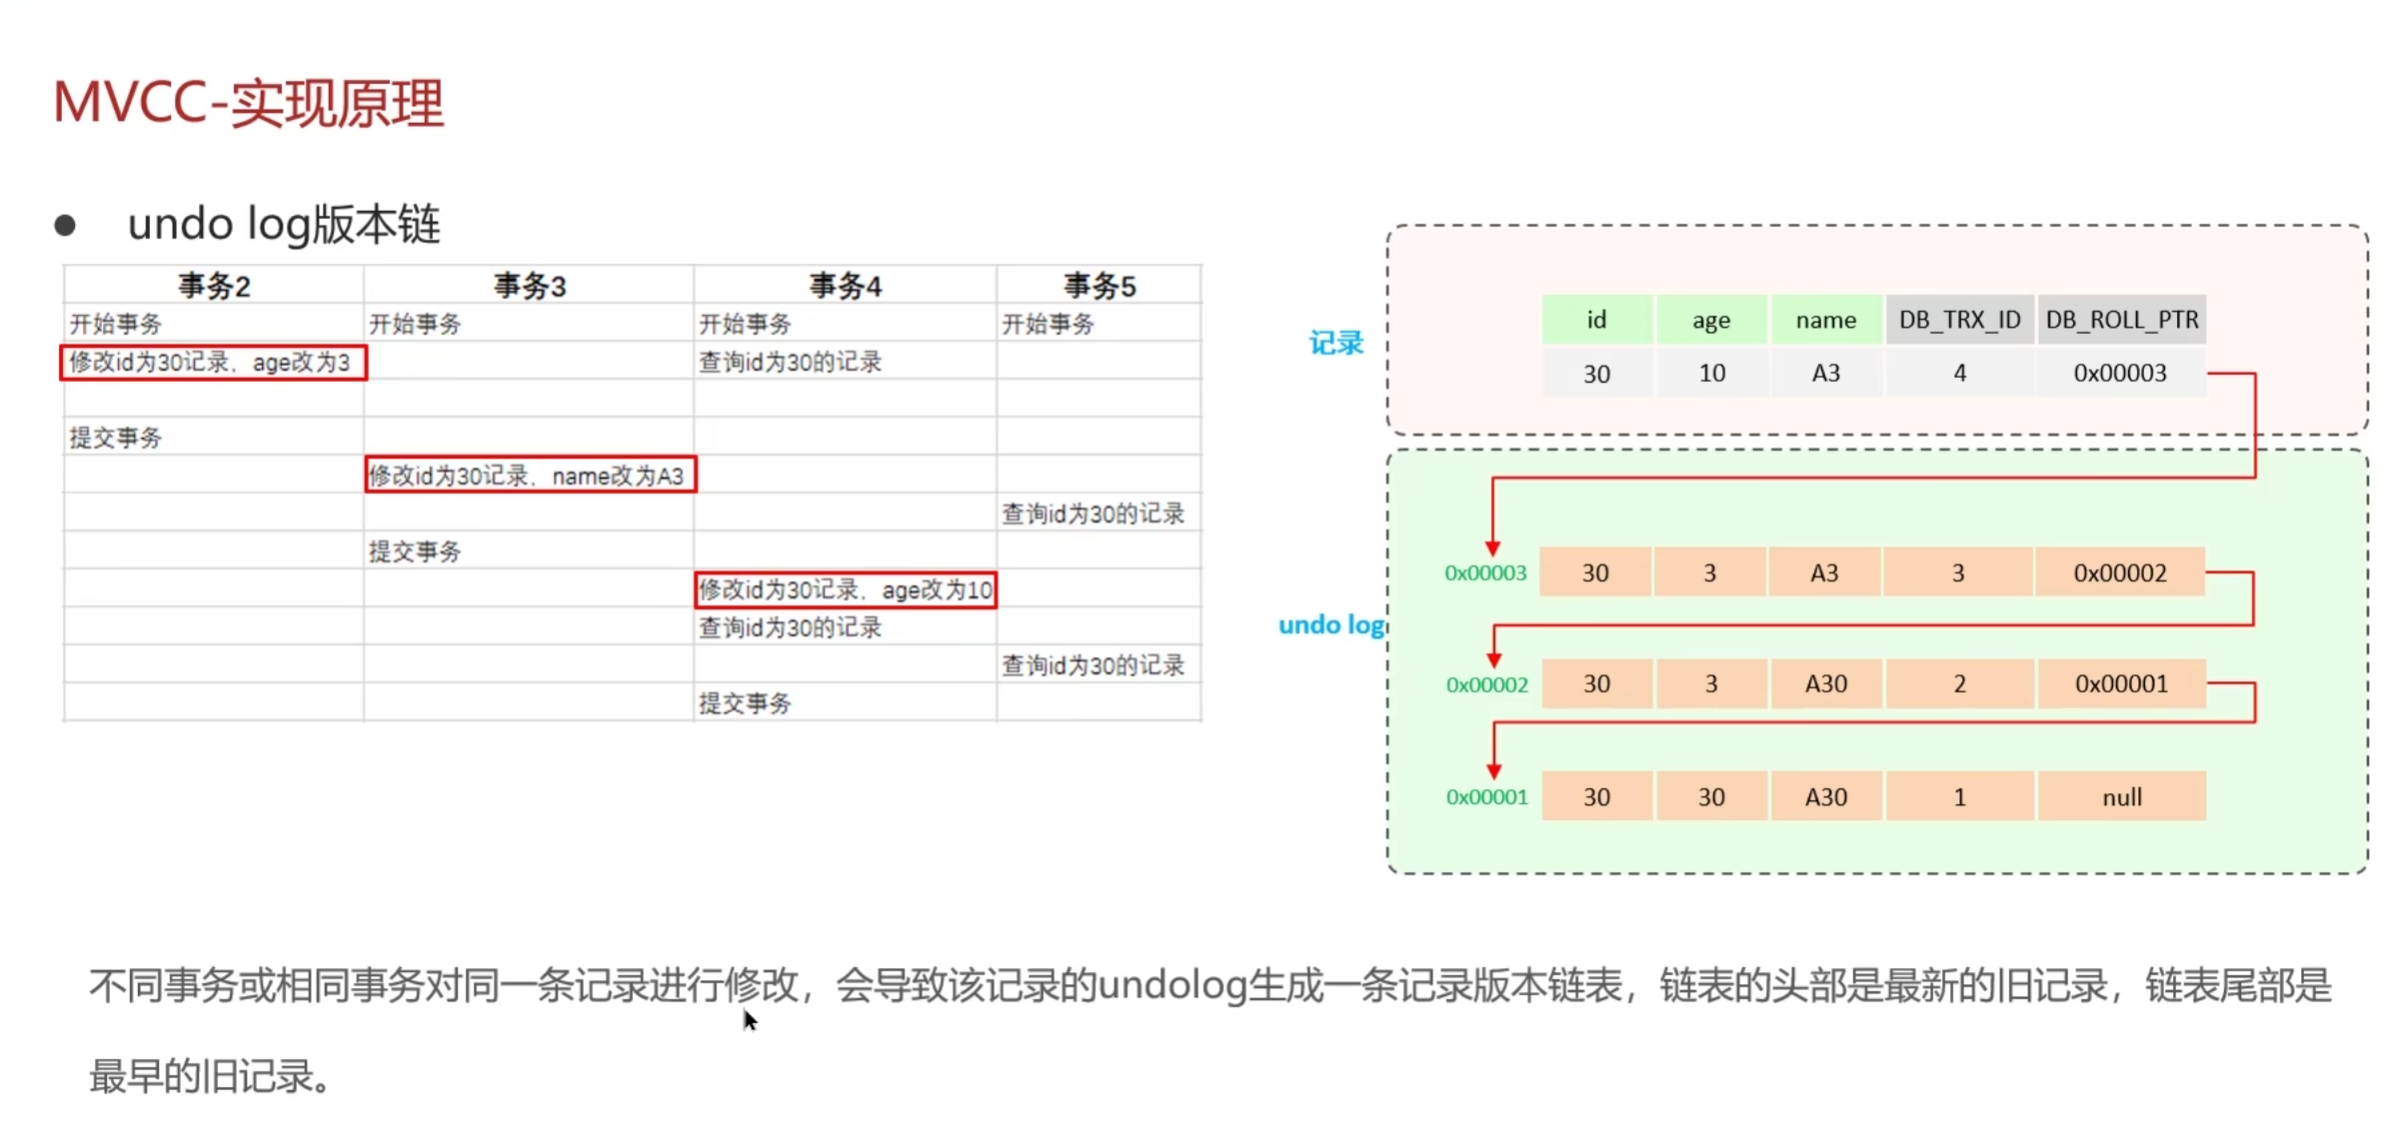 MVCC-实现原理
● undo log版本链
事务2 事务3 事务4 事务5
开始事务 开始事务 开始事务 开始事务
修改id为30记录，age改为3 查询id为30的记录
提交事务
修改id为30记录，name改为A3
查询id为30的记录
提交事务
修改id为30记录，age改为10
查询id为30的记录
查询id为30的记录
提交事务
记录
id age name DB_TRX_ID DB_ROLL_PTR
30 10 A3 4 0x00003
undo log
0x00003 30 3 A3 3 0x00002
0x00002 30 3 A30 2 0x00001
0x00001 30 30 A30 1 null
不同事务或相同事务对同一条记录进行修改，会导致该记录的undolog生成一条记录版本链表，链表的头部是最新的旧记录，链表尾部是
最早的旧记录。